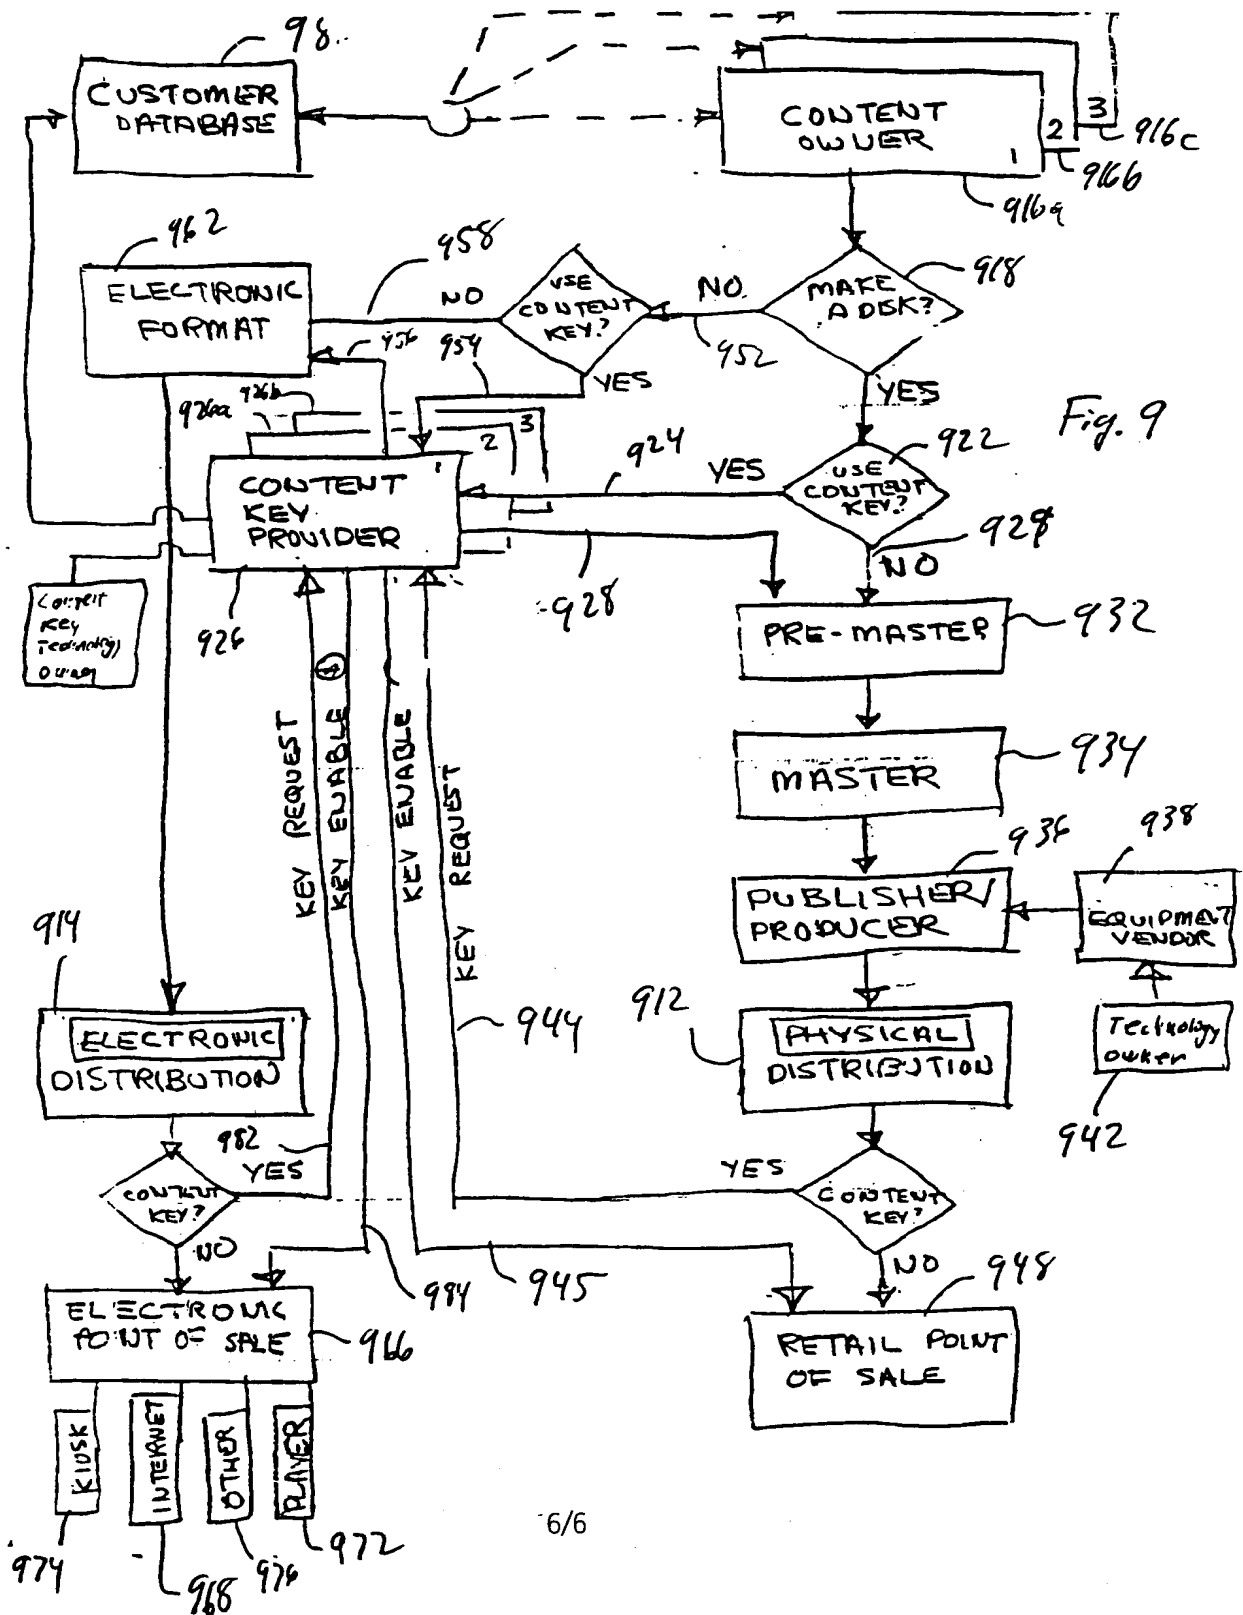 98
CUSTOMER
DATABASE
CONTENT
OWNER
1
2
3
916c
916b
916a
962
ELECTRONIC
FORMAT
958
NO
USE
CONTENT
KEY?
NO
952
MAKE
A DISK?
918
956
954
YES
YES
926b
926a
3
2
1
CONTENT
KEY
PROVIDER
926
924
YES
USE
CONTENT
KEY?
922
Fig. 9
928
928
NO
Content
Key
Technology
Owner
PRE-MASTER
932
MASTER
934
KEY REQUEST
KEY ENABLE
KEY ENABLE
KEY REQUEST
936
938
PUBLISHER/
PRODUCER
EQUIPMENT
VENDOR
914
ELECTRONIC
DISTRIBUTION
944
912
PHYSICAL
DISTRIBUTION
Technology
owner
942
982
YES
CONTENT
KEY?
NO
YES
CONTENT
KEY?
NO
984
945
948
ELECTRONIC
POINT OF SALE
966
RETAIL POINT
OF SALE
KIOSK
INTERNET
OTHER
PLAYER
974
968
976
972
6/6